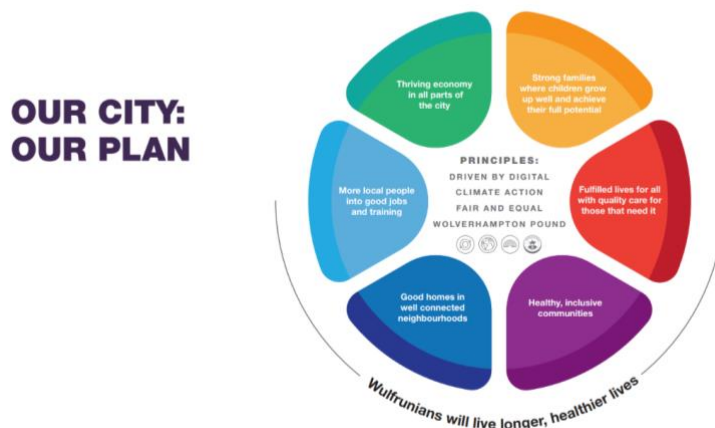 OUR CITY:
OUR PLAN
Thriving economy
in all parts of
the city
Strong families
where children grow
up well and achieve
their full potential
More local people
into good jobs
and training
PRINCIPLES:
DRIVEN BY DIGITAL
CLIMATE ACTION
FAIR AND EQUAL
WOLVERHAMPTON POUND
Fulfilled lives for all
with quality care for
those that need it
Good homes in
well connected
neighbourhoods
Healthy, inclusive
communities
Wulfrunians will live longer, healthier lives